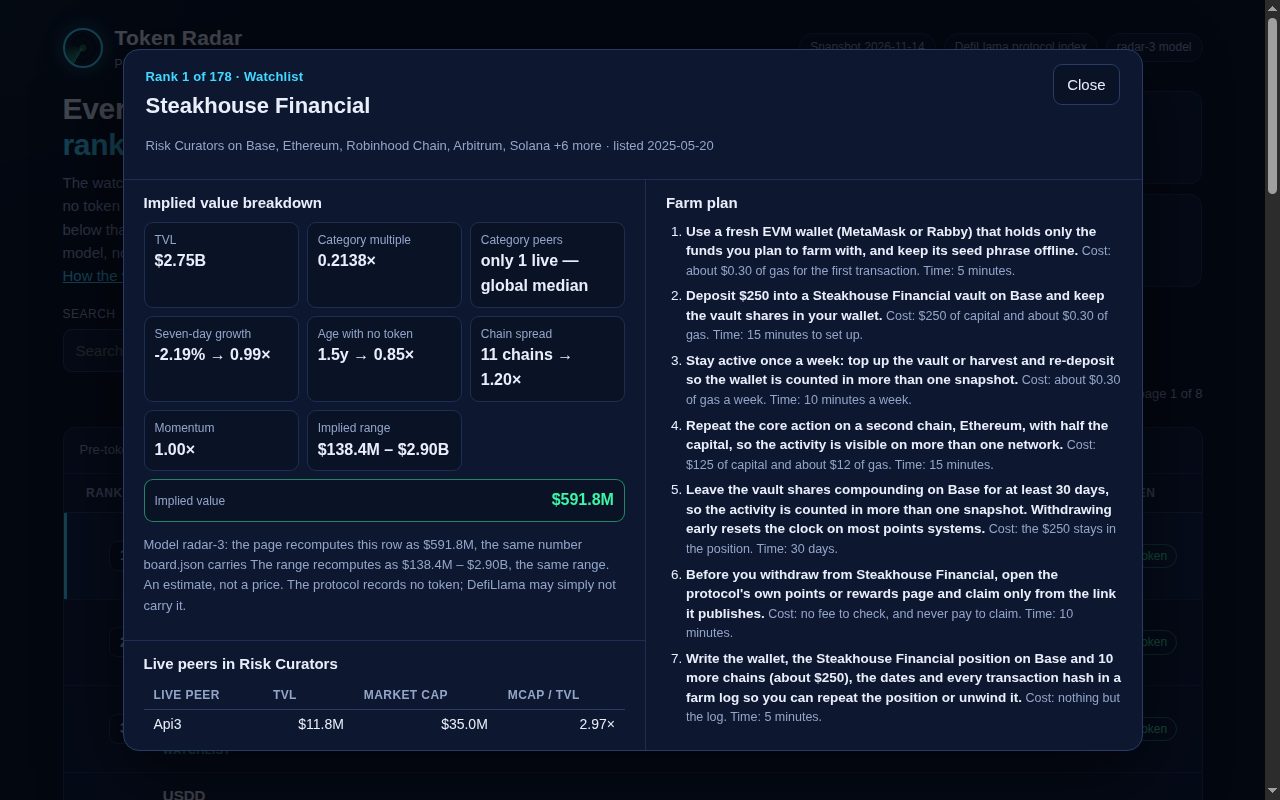 Token Radar
Snapshot 2026-11-14
DefiLlama protocol index
radar-3 model
Rank 1 of 178 · Watchlist
Close
Steakhouse Financial
Risk Curators on Base, Ethereum, Robinhood Chain, Arbitrum, Solana +6 more · listed 2025-05-20
The
no token
below
model,
How the
SEARCH
Search
page 1 of 8
RANK
Implied value breakdown
TVL
$2.75B
Category multiple
0.2138×
Category peers
only 1 live —
global median
Seven-day growth
-2.19% → 0.99×
Age with no token
1.5y → 0.85×
Chain spread
11 chains →
1.20×
Momentum
1.00×
Implied range
$138.4M – $2.90B
Implied value
$591.8M
Model radar-3: the page recomputes this row as $591.8M, the same number
board.json carries The range recomputes as $138.4M – $2.90B, the same range.
An estimate, not a price. The protocol records no token; DefiLlama may simply not
carry it.
Live peers in Risk Curators
LIVE PEER TVL MARKET CAP MCAP / TVL
Api3 $11.8M $35.0M 2.97×
Farm plan
1. Use a fresh EVM wallet (MetaMask or Rabby) that holds only the
funds you plan to farm with, and keep its seed phrase offline. Cost:
about $0.30 of gas for the first transaction. Time: 5 minutes.
2. Deposit $250 into a Steakhouse Financial vault on Base and keep
the vault shares in your wallet. Cost: $250 of capital and about $0.30 of
gas. Time: 15 minutes to set up.
3. Stay active once a week: top up the vault or harvest and re-deposit
so the wallet is counted in more than one snapshot. Cost: about $0.30
of gas a week. Time: 10 minutes a week.
4. Repeat the core action on a second chain, Ethereum, with half the
capital, so the activity is visible on more than one network. Cost:
$125 of capital and about $12 of gas. Time: 15 minutes.
5. Leave the vault shares compounding on Base for at least 30 days,
so the activity is counted in more than one snapshot. Withdrawing
early resets the clock on most points systems. Cost: the $250 stays in
the position. Time: 30 days.
6. Before you withdraw from Steakhouse Financial, open the
protocol's own points or rewards page and claim only from the link
it publishes. Cost: no fee to check, and never pay to claim. Time: 10
minutes.
7. Write the wallet, the Steakhouse Financial position on Base and 10
more chains (about $250), the dates and every transaction hash in a
farm log so you can repeat the position or unwind it. Cost: nothing but
the log. Time: 5 minutes.
WATCHLIST
USDD